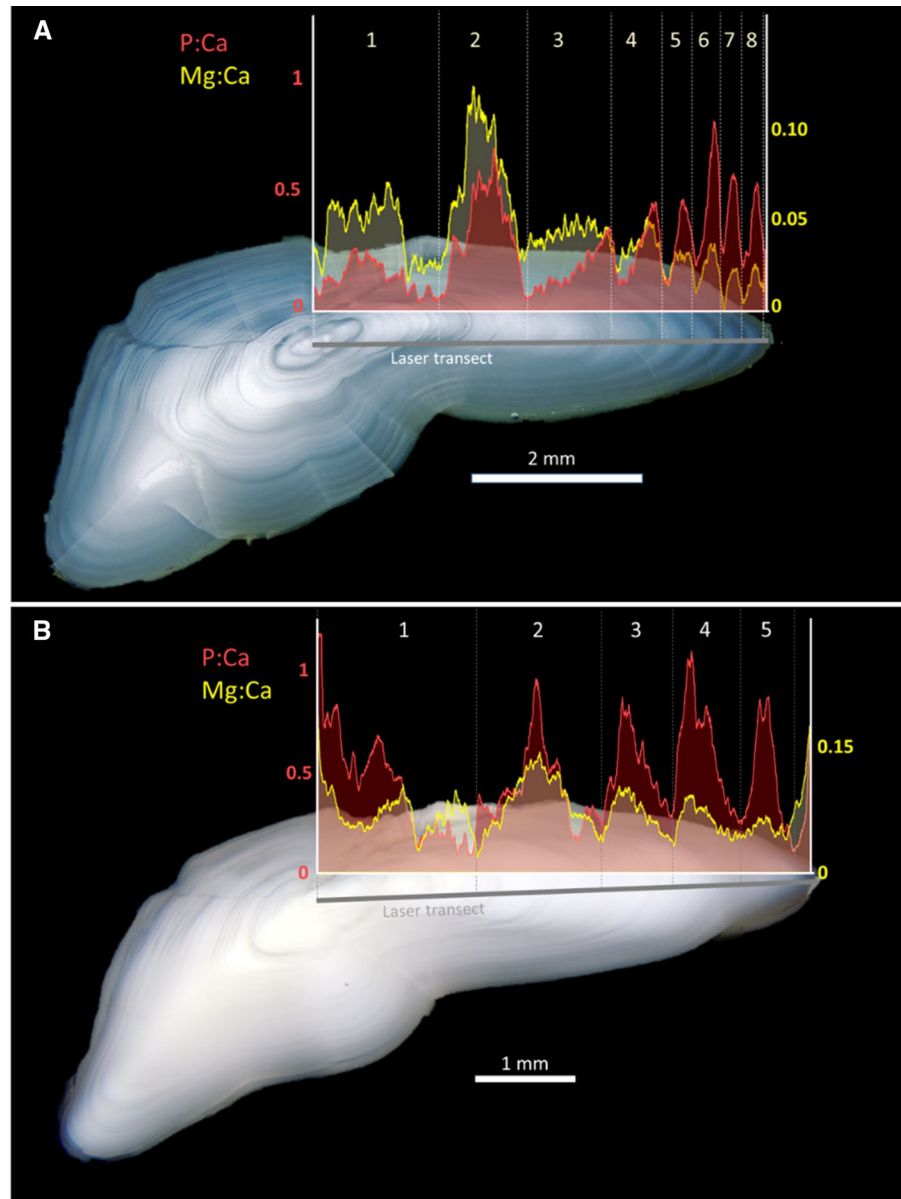 A
P:Ca
Mg:Ca
1 2 3 4 5 6 7 8
1
0.5
0
0.10
0.05
0
Laser transect
2 mm
B
P:Ca
Mg:Ca
1 2 3 4 5
1
0.5
0
0.15
0
Laser transect
1 mm